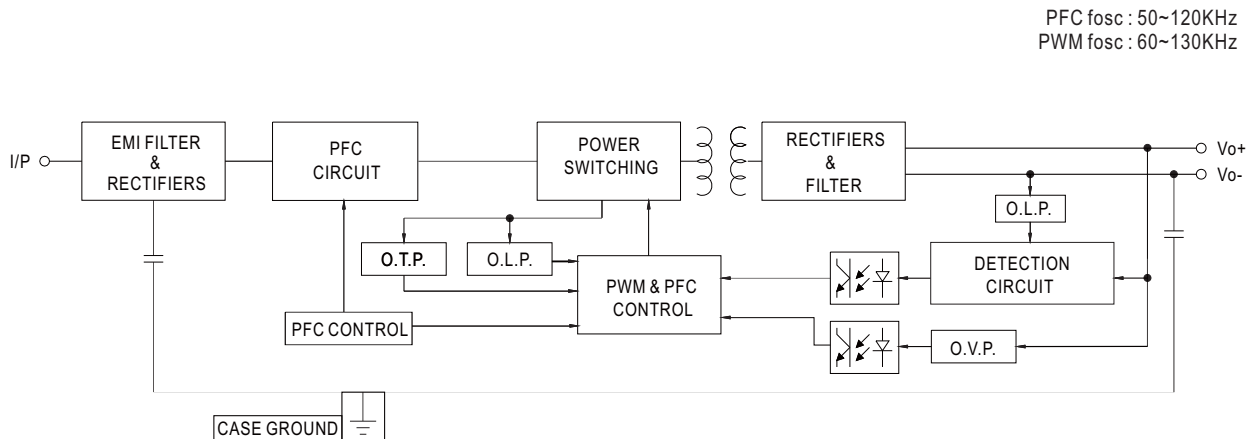 PFC fosc : 50~120KHz
PWM fosc : 60~130KHz
I/P
EMI FILTER
&
RECTIFIERS
PFC
CIRCUIT
POWER
SWITCHING
RECTIFIERS
&
FILTER
Vo+
Vo-
O.L.P.
O.T.P.
O.L.P.
PWM & PFC
CONTROL
DETECTION
CIRCUIT
PFC CONTROL
O.V.P.
CASE GROUND